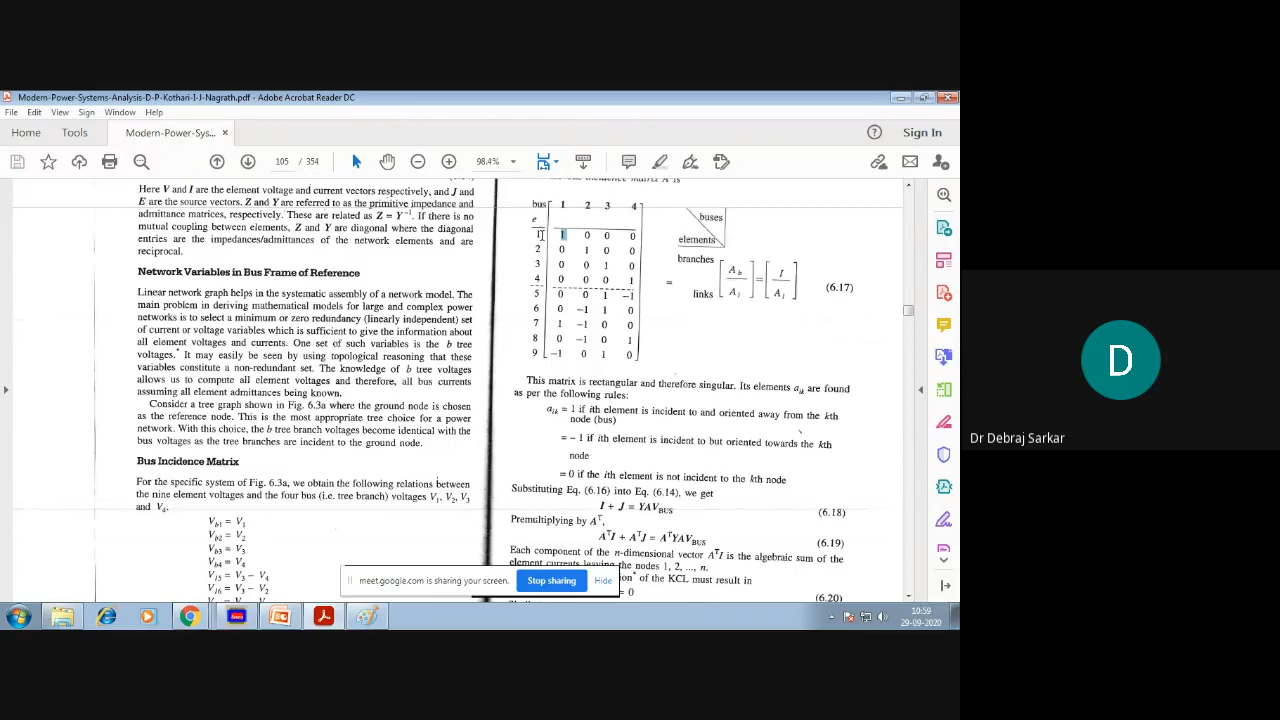 Modern-Power-Systems-Analysis-D-P-Kothari-I-J-Nagrath.pdf - Adobe Acrobat Reader DC
File Edit View Sign Window Help
Home Tools Modern-Power-Sys... × Sign In
105 / 354 98.4%
Here V and I are the element voltage and current vectors respectively, and J and
E are the source vectors. Z and Y are referred to as the primitive impedance and
admittance matrices, respectively. These are related as Z = Y⁻¹. If there is no
mutual coupling between elements, Z and Y are diagonal where the diagonal
entries are the impedances/admittances of the network elements and are
reciprocal.
Network Variables in Bus Frame of Reference
Linear network graph helps in the systematic assembly of a network model. The
main problem in deriving mathematical models for large and complex power
networks is to select a minimum or zero redundancy (linearly independent) set
of current or voltage variables which is sufficient to give the information about
all element voltages and currents. One set of such variables is the b tree
voltages.* It may easily be seen by using topological reasoning that these
variables constitute a non-redundant set. The knowledge of b tree voltages
allows us to compute all element voltages and therefore, all bus currents
assuming all element admittances being known.
Consider a tree graph shown in Fig. 6.3a where the ground node is chosen
as the reference node. This is the most appropriate tree choice for a power
network. With this choice, the b tree branch voltages become identical with the
bus voltages as the tree branches are incident to the ground node.
Bus Incidence Matrix
For the specific system of Fig. 6.3a, we obtain the following relations between
the nine element voltages and the four bus (i.e. tree branch) voltages V₁, V₂, V₃
and V₄.
V_b1 = V₁
V_b2 = V₂
V_b3 = V₃
V_b4 = V₄
V_l5 = V₃ – V₄
V_l6 = V₃ – V₂
the bus incidence matrix A is
bus 1 2 3 4
e
1 1 0 0 0
2 0 1 0 0
3 0 0 1 0
4 0 0 0 1
5 0 0 1 –1
6 0 –1 1 0
7 1 –1 0 0
8 0 –1 0 1
9 –1 0 1 0
buses
elements
branches
links
= [A_b / A_l] = [I / A_l] (6.17)
This matrix is rectangular and therefore singular. Its elements a_ik are found
as per the following rules:
a_ik = 1 if ith element is incident to and oriented away from the kth
node (bus)
= – 1 if ith element is incident to but oriented towards the kth
node
= 0 if the ith element is not incident to the kth node
Substituting Eq. (6.16) into Eq. (6.14), we get
I + J = YAV_BUS (6.18)
Premultiplying by Aᵀ,
AᵀI + AᵀJ = AᵀYAV_BUS (6.19)
Each component of the n-dimensional vector AᵀI is the algebraic sum of the
element currents leaving the nodes 1, 2, ..., n.
of the KCL must result in
= 0 (6.20)
meet.google.com is sharing your screen. Stop sharing Hide
10:59
29-09-2020
D
Dr Debraj Sarkar